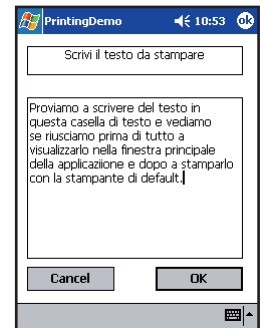 PrintingDemo 10:53 ok
Scrivi il testo da stampare
Proviamo a scrivere del testo in
questa casella di testo e vediamo
se riusciamo prima di tutto a
visualizzarlo nella finestra principale
della applicaziione e dopo a stamparlo
con la stampante di default.
Cancel OK